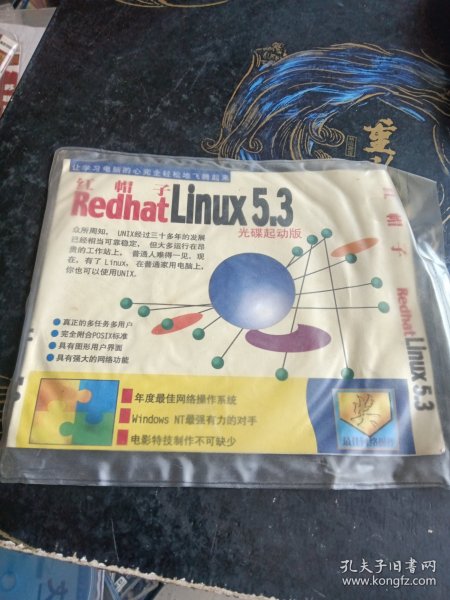 让学习电脑的心完全轻松地飞腾起来
红帽子
Redhat Linux 5.3
光碟起动版
众所周知， UNIX经过三十多年的发展
已经相当可靠稳定， 但大多运行在昂
贵的工作站上， 普通人难得一见。现
在，有了Linux，在普通家用电脑上，
你也可以使用UNIX.
●真正的多任务多用户
●完全附合POSIX标准
●具有图形用户界面
●具有强大的网络功能
年度最佳网络操作系统
Windows NT最强有力的对手
电影特技制作不可缺少
奖
红帽子
Redhat Linux 5.3
重
孔夫子旧书网
www.kongfz.com